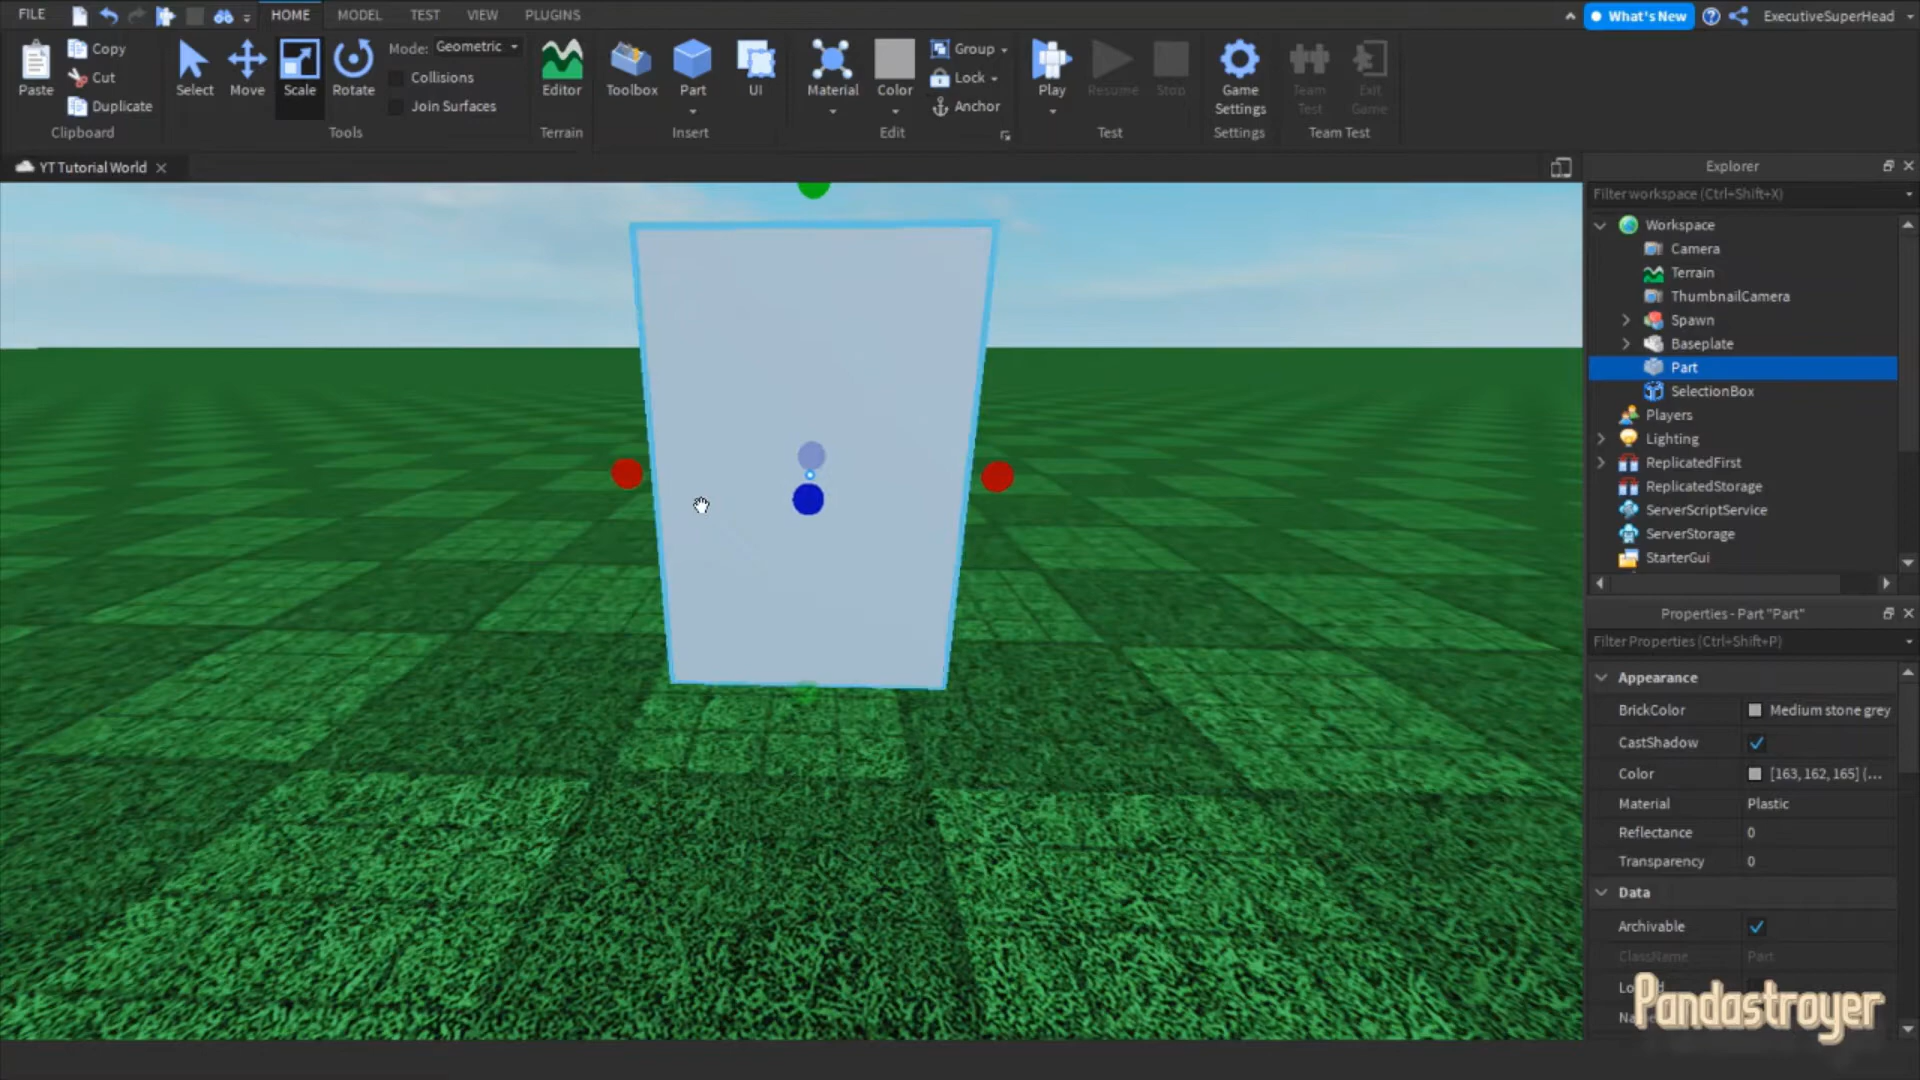 FILE HOME MODEL TEST VIEW PLUGINS What's New ExecutiveSuperHead
Paste Copy Cut Duplicate Clipboard
Select Move Scale Rotate Mode: Geometric Collisions Join Surfaces Tools
Editor Terrain
Toolbox Part UI Insert
Material Color Group Lock Anchor Edit
Play Resume Stop Test
Game Settings Settings
Team Test Exit Game Team Test
YT Tutorial World
Explorer
Filter workspace (Ctrl+Shift+X)
Workspace
Camera
Terrain
ThumbnailCamera
Spawn
Baseplate
Part
SelectionBox
Players
Lighting
ReplicatedFirst
ReplicatedStorage
ServerScriptService
ServerStorage
StarterGui
Properties - Part "Part"
Filter Properties (Ctrl+Shift+P)
Appearance
BrickColor Medium stone grey
CastShadow
Color [163, 162, 165] (...
Material Plastic
Reflectance 0
Transparency 0
Data
Archivable
ClassName Part
Pandastroyer